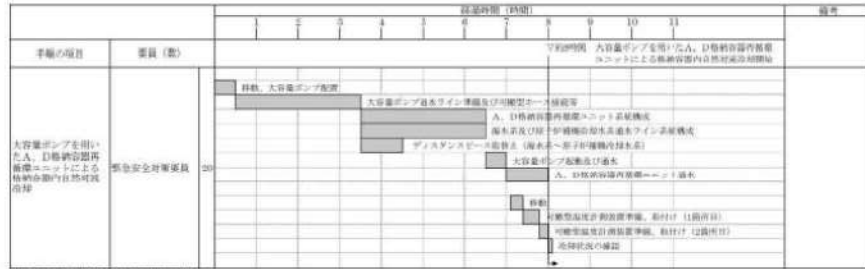 経過時間(時間)
備考
1 2 3 4 5 6 7 8 9 10 11
手順の項目
要員(数)
▽約8時間 大容量ポンプを用いたA、D格納容器再循環
ユニットによる格納容器内自然対流冷却開始
移動、大容量ポンプ配置
大容量ポンプ通水ライン準備及び可搬型ホース接続等
A、D格納容器再循環ユニット系統構成
海水系及び原子炉補機冷却水系通水ライン系統構成
ディスタンスピース取替え(海水系~原子炉補機冷却水系)
大容量ポンプを用い
たA、D格納容器再
循環ユニットによる
格納容器内自然対流
冷却
緊急安全対策要員
20
大容量ポンプ起動及び通水
A、D格納容器再循環ユニット通水
移動
可搬型温度計測装置準備、取付け(1箇所目)
可搬型温度計測装置準備、取付け(2箇所目)
冷却状況の確認